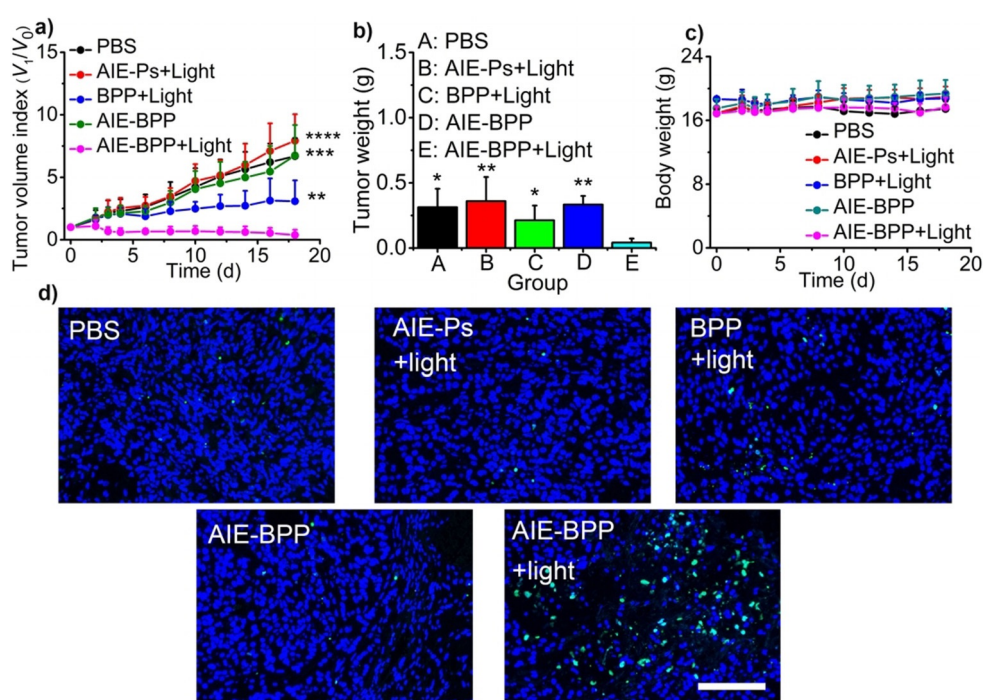 a)
Tumor volume index (V₁/V₀)
15
10
5
0
PBS
AIE-Ps+Light
BPP+Light
AIE-BPP
AIE-BPP+Light
****
***
**
0 5 10 15 20
Time (d)
b)
Tumor weight (g)
1.5
1.0
0.5
0.0
A: PBS
B: AIE-Ps+Light
C: BPP+Light
D: AIE-BPP
E: AIE-BPP+Light
* ** * **
A B C D E
Group
c)
Body weight (g)
24
16
8
0
PBS
AIE-Ps+Light
BPP+Light
AIE-BPP
AIE-BPP+Light
0 5 10 15 20
Time (d)
d)
PBS
AIE-Ps
+light
BPP
+light
AIE-BPP
AIE-BPP
+light